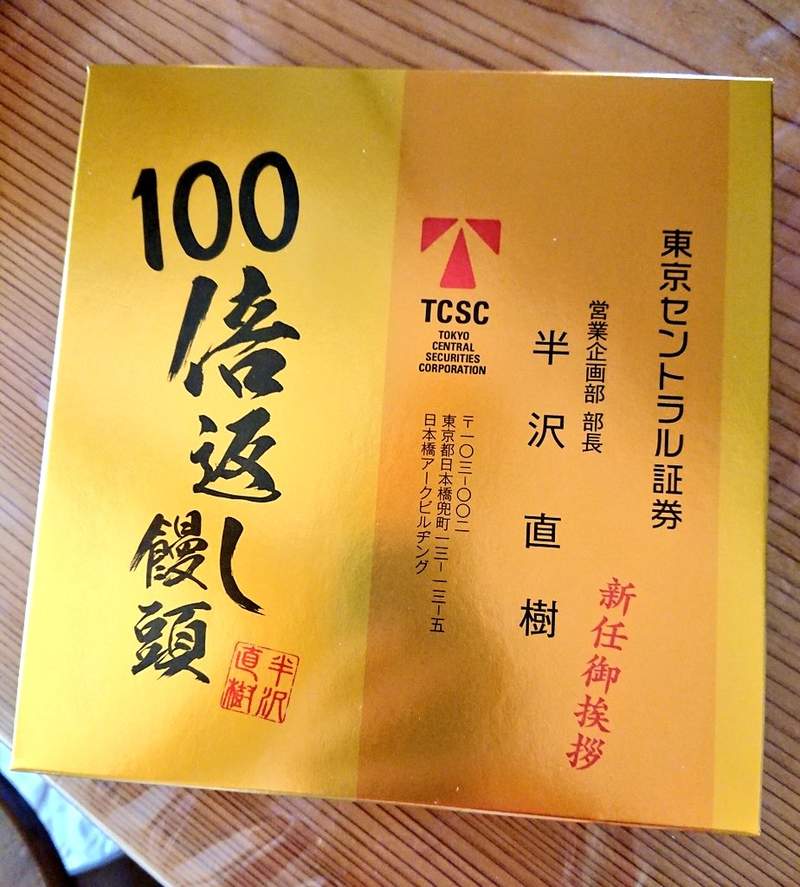 東京セントラル証券
営業企画部 部長
半沢直樹
新任御挨拶
TCSC
TOKYO
CENTRAL
SECURITIES
CORPORATION
〒一〇三-〇〇二
東京都日本橋兜町一三-一三-五
日本橋アークビルヂング
100倍返し
饅頭
半沢
直樹